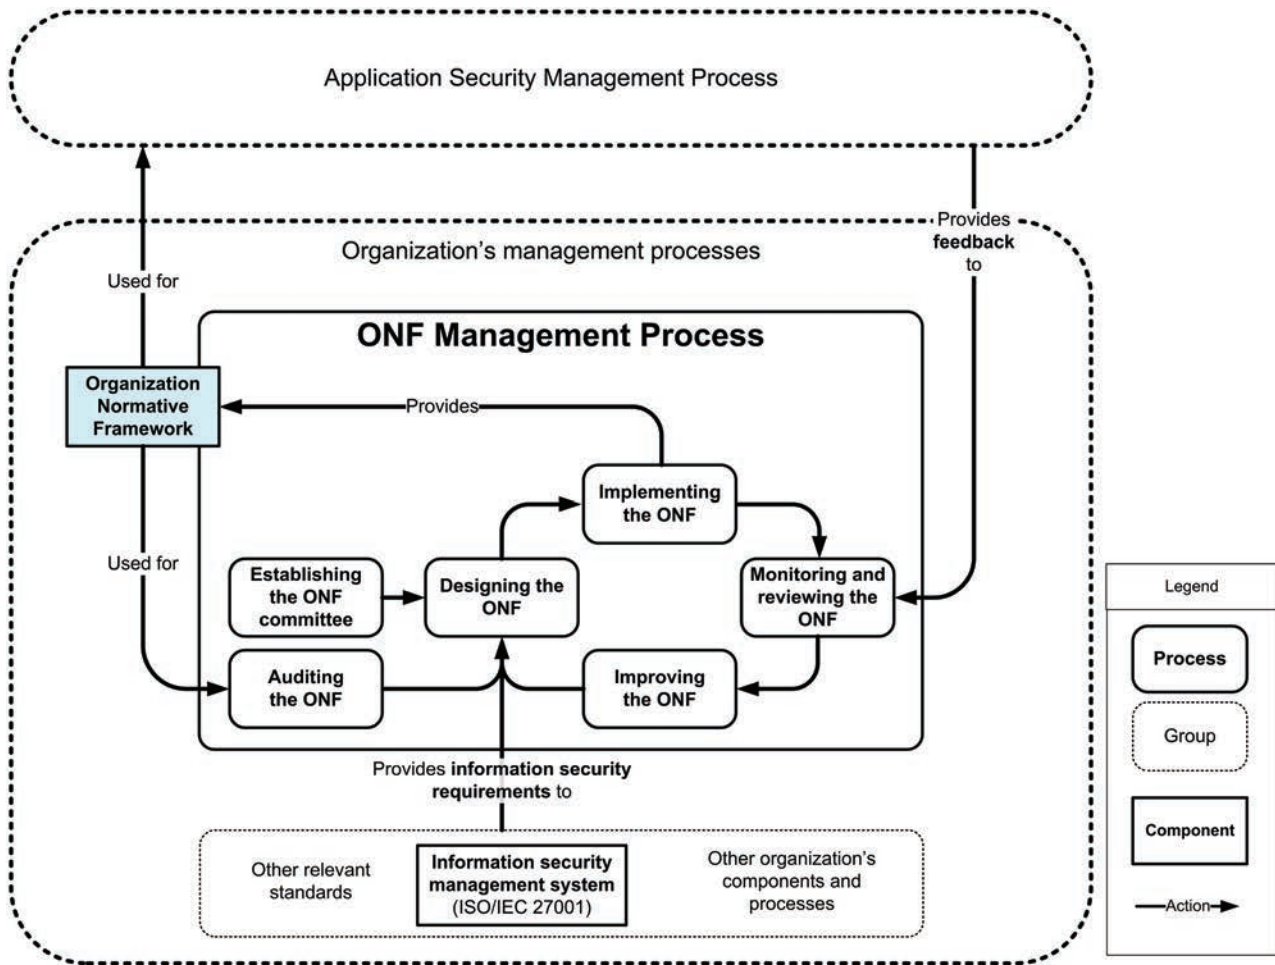 Application Security Management Process
Provides
feedback
to
Organization’s management processes
Used for
ONF Management Process
Organization
Normative
Framework
Provides
Implementing
the ONF
Used for
Establishing
the ONF
committee
Designing the
ONF
Monitoring and
reviewing the
ONF
Auditing
the ONF
Improving
the ONF
Provides information security
requirements to
Other relevant
standards
Information security
management system
(ISO/IEC 27001)
Other organization’s
components and
processes
Legend
Process
Group
Component
Action